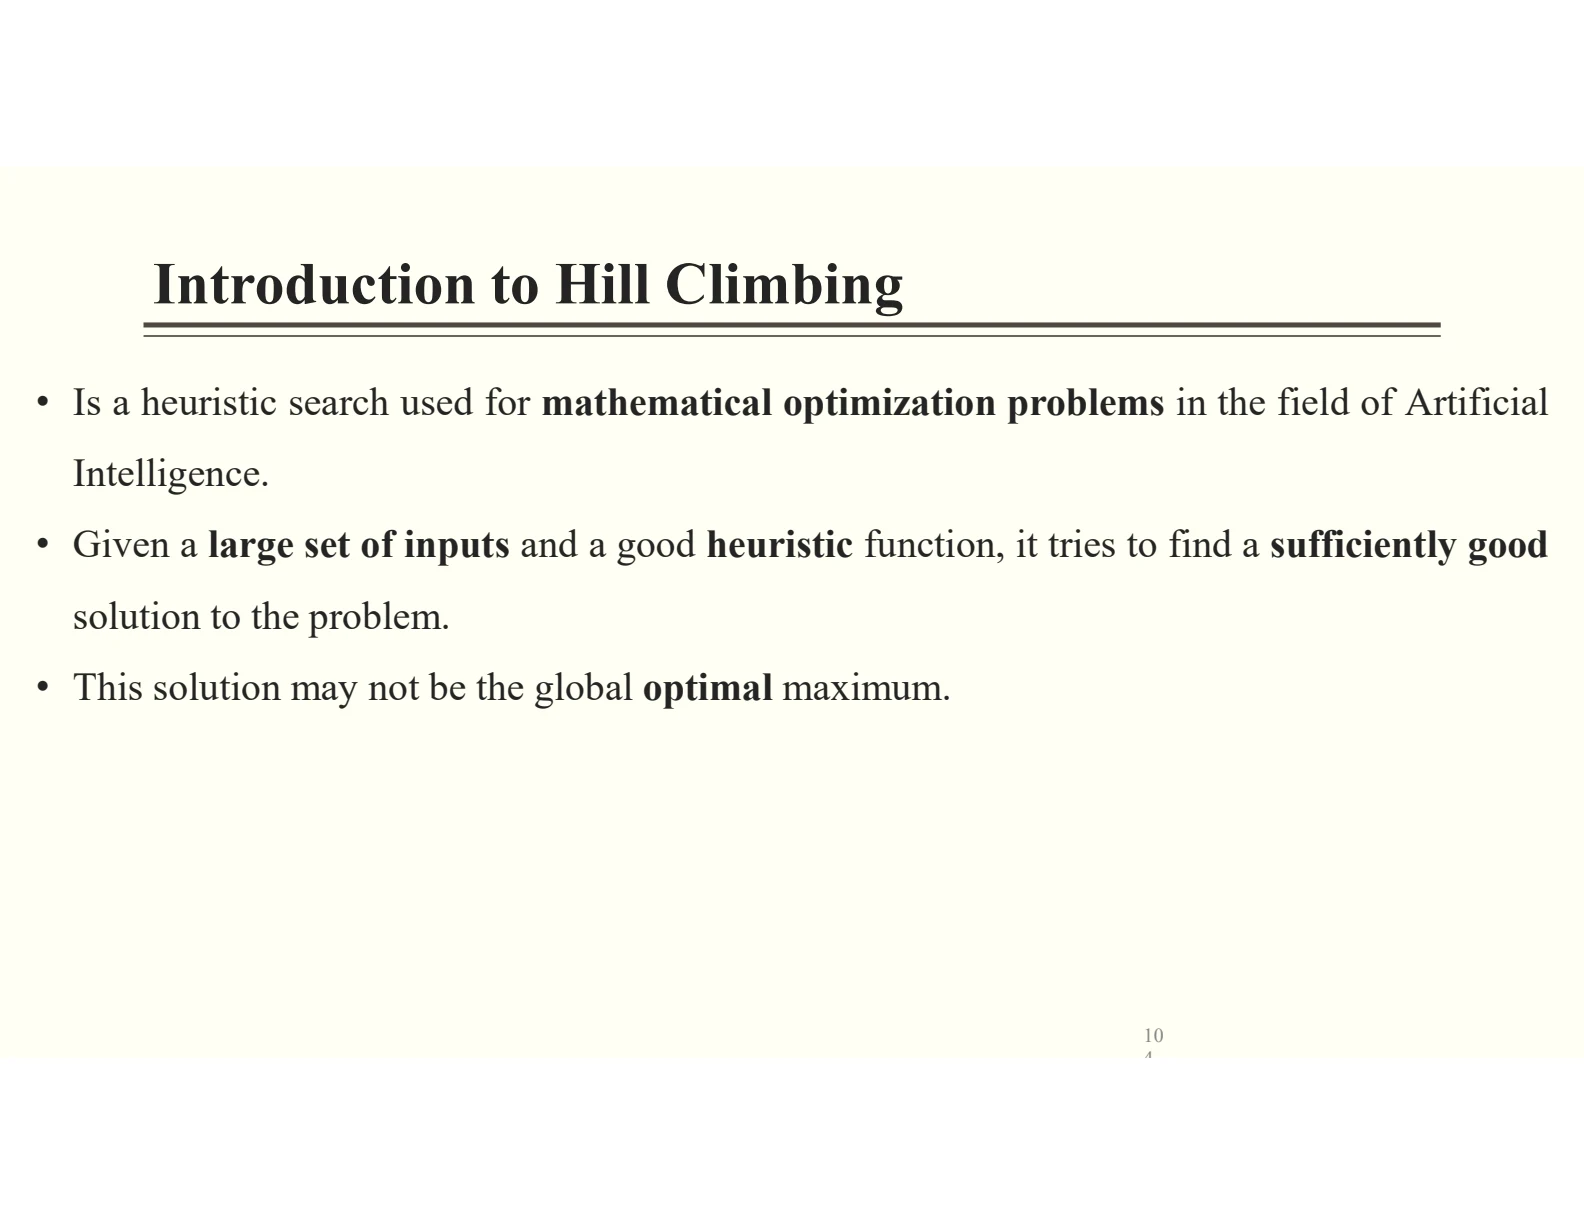 Introduction to Hill Climbing
• Is a heuristic search used for mathematical optimization problems in the field of Artificial
Intelligence.
• Given a large set of inputs and a good heuristic function, it tries to find a sufficiently good
solution to the problem.
• This solution may not be the global optimal maximum.
10
4